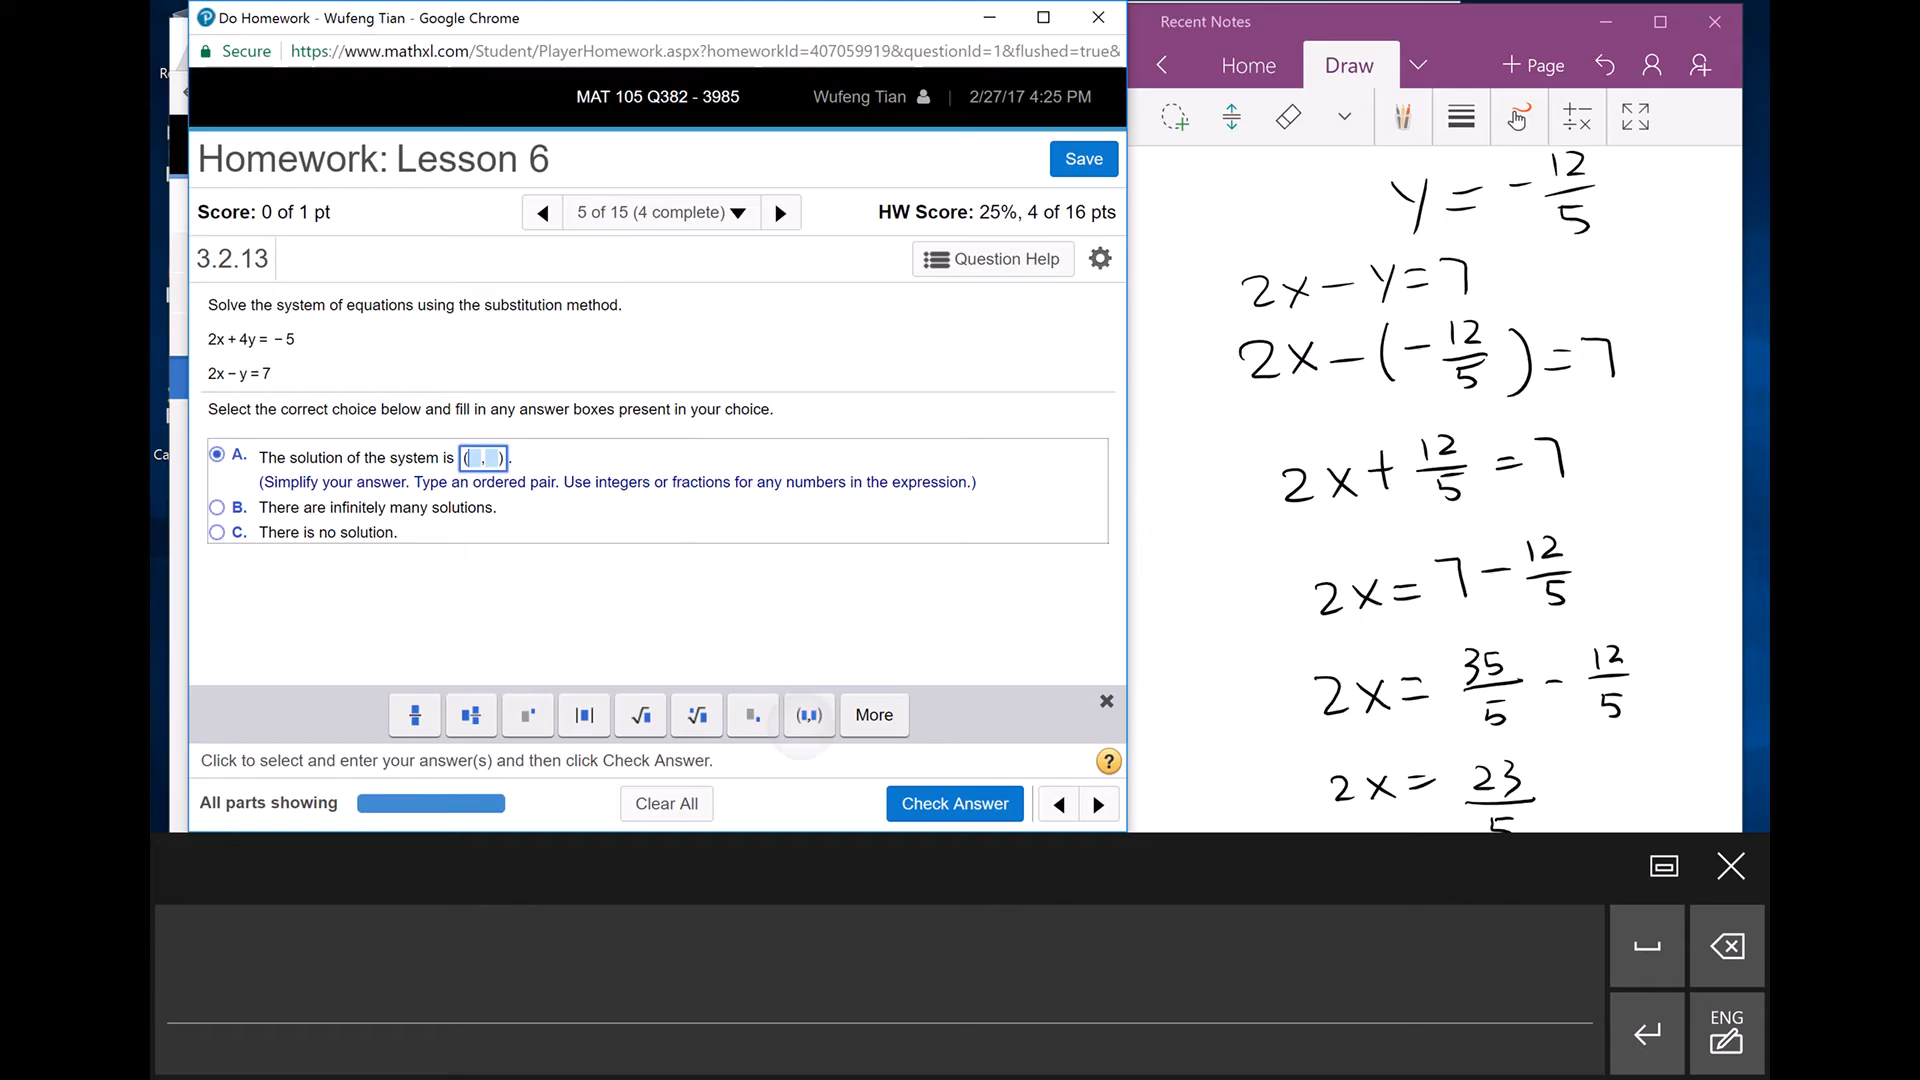 Do Homework - Wufeng Tian - Google Chrome
Secure
https://www.mathxl.com/Student/PlayerHomework.aspx?homeworkId=407059919&questionId=1&flushed=true&
MAT 105 Q382 - 3985
Wufeng Tian | 2/27/17 4:25 PM
Homework: Lesson 6
Save
Score: 0 of 1 pt
5 of 15 (4 complete)
HW Score: 25%, 4 of 16 pts
3.2.13
Question Help
Solve the system of equations using the substitution method.
2x + 4y = − 5
2x − y = 7
Select the correct choice below and fill in any answer boxes present in your choice.
A. The solution of the system is ( , ).
(Simplify your answer. Type an ordered pair. Use integers or fractions for any numbers in the expression.)
B. There are infinitely many solutions.
C. There is no solution.
More
Click to select and enter your answer(s) and then click Check Answer.
?
All parts showing
Clear All
Check Answer
Recent Notes
Home
Draw
+ Page
y = - 12/5
2x - y = 7
2x - (- 12/5) = 7
2x + 12/5 = 7
2x = 7 - 12/5
2x = 35/5 - 12/5
2x = 23/5
ENG